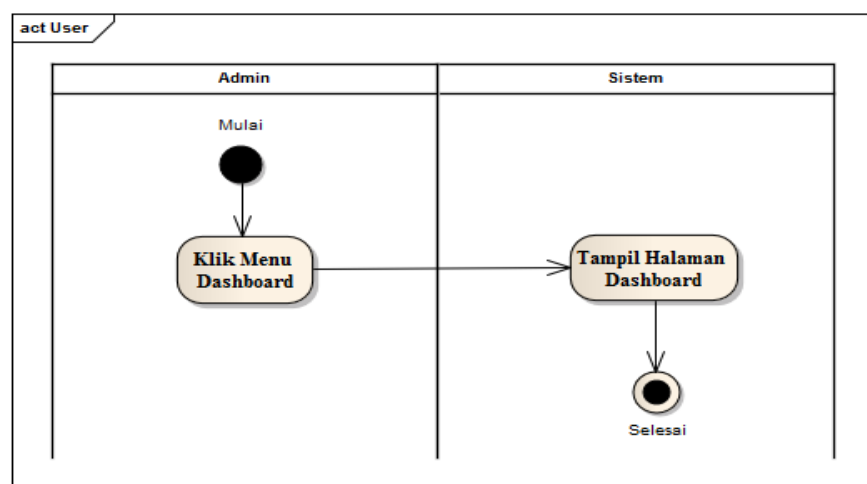 act User
Admin
Sistem
Mulai
Klik Menu
Dashboard
Tampil Halaman
Dashboard
Selesai